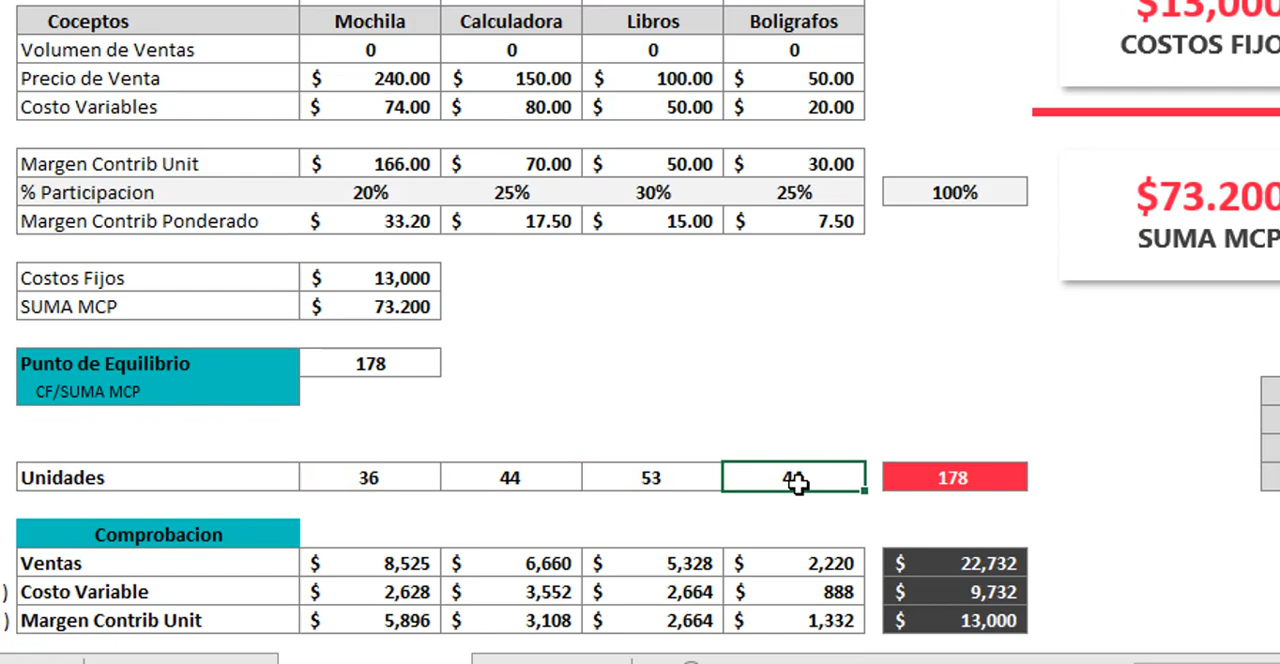 $13,000
COSTOS FIJO
Coceptos Mochila Calculadora Libros Boligrafos
Volumen de Ventas 0 0 0 0
Precio de Venta $ 240.00 $ 150.00 $ 100.00 $ 50.00
Costo Variables $ 74.00 $ 80.00 $ 50.00 $ 20.00
Margen Contrib Unit $ 166.00 $ 70.00 $ 50.00 $ 30.00
% Participacion 20% 25% 30% 25% 100%
Margen Contrib Ponderado $ 33.20 $ 17.50 $ 15.00 $ 7.50
$73.200
SUMA MCP
Costos Fijos $ 13,000
SUMA MCP $ 73.200
Punto de Equilibrio 178
CF/SUMA MCP
Unidades 36 44 53 178
Comprobacion
Ventas $ 8,525 $ 6,660 $ 5,328 $ 2,220 $ 22,732
) Costo Variable $ 2,628 $ 3,552 $ 2,664 $ 888 $ 9,732
) Margen Contrib Unit $ 5,896 $ 3,108 $ 2,664 $ 1,332 $ 13,000